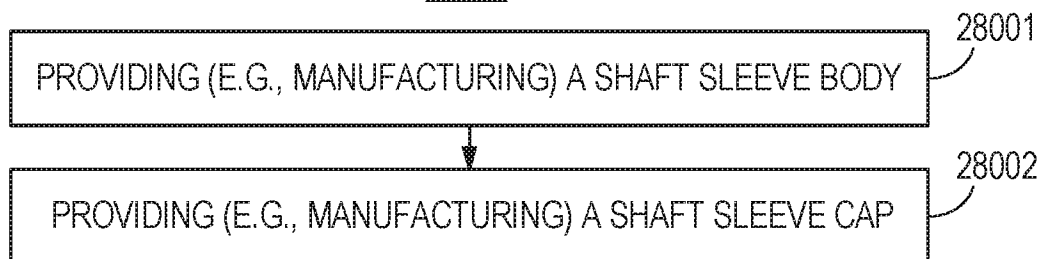 28001
PROVIDING (E.G., MANUFACTURING) A SHAFT SLEEVE BODY
28002
PROVIDING (E.G., MANUFACTURING) A SHAFT SLEEVE CAP